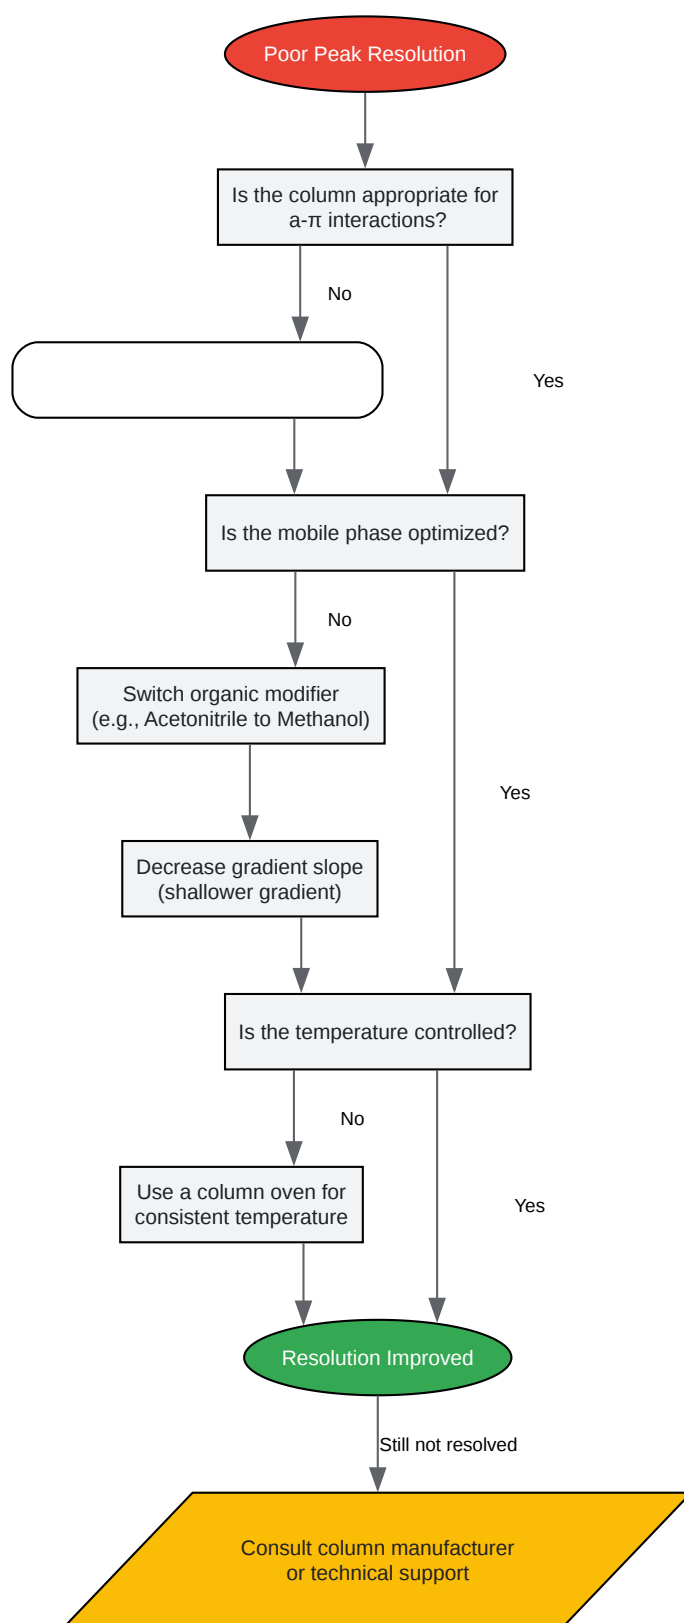 Poor Peak Resolution
Is the column appropriate for
a-π interactions?
No
Yes
Is the mobile phase optimized?
No
Switch organic modifier
(e.g., Acetonitrile to Methanol)
Yes
Decrease gradient slope
(shallower gradient)
Is the temperature controlled?
No
Use a column oven for
consistent temperature
Yes
Resolution Improved
Still not resolved
Consult column manufacturer
or technical support